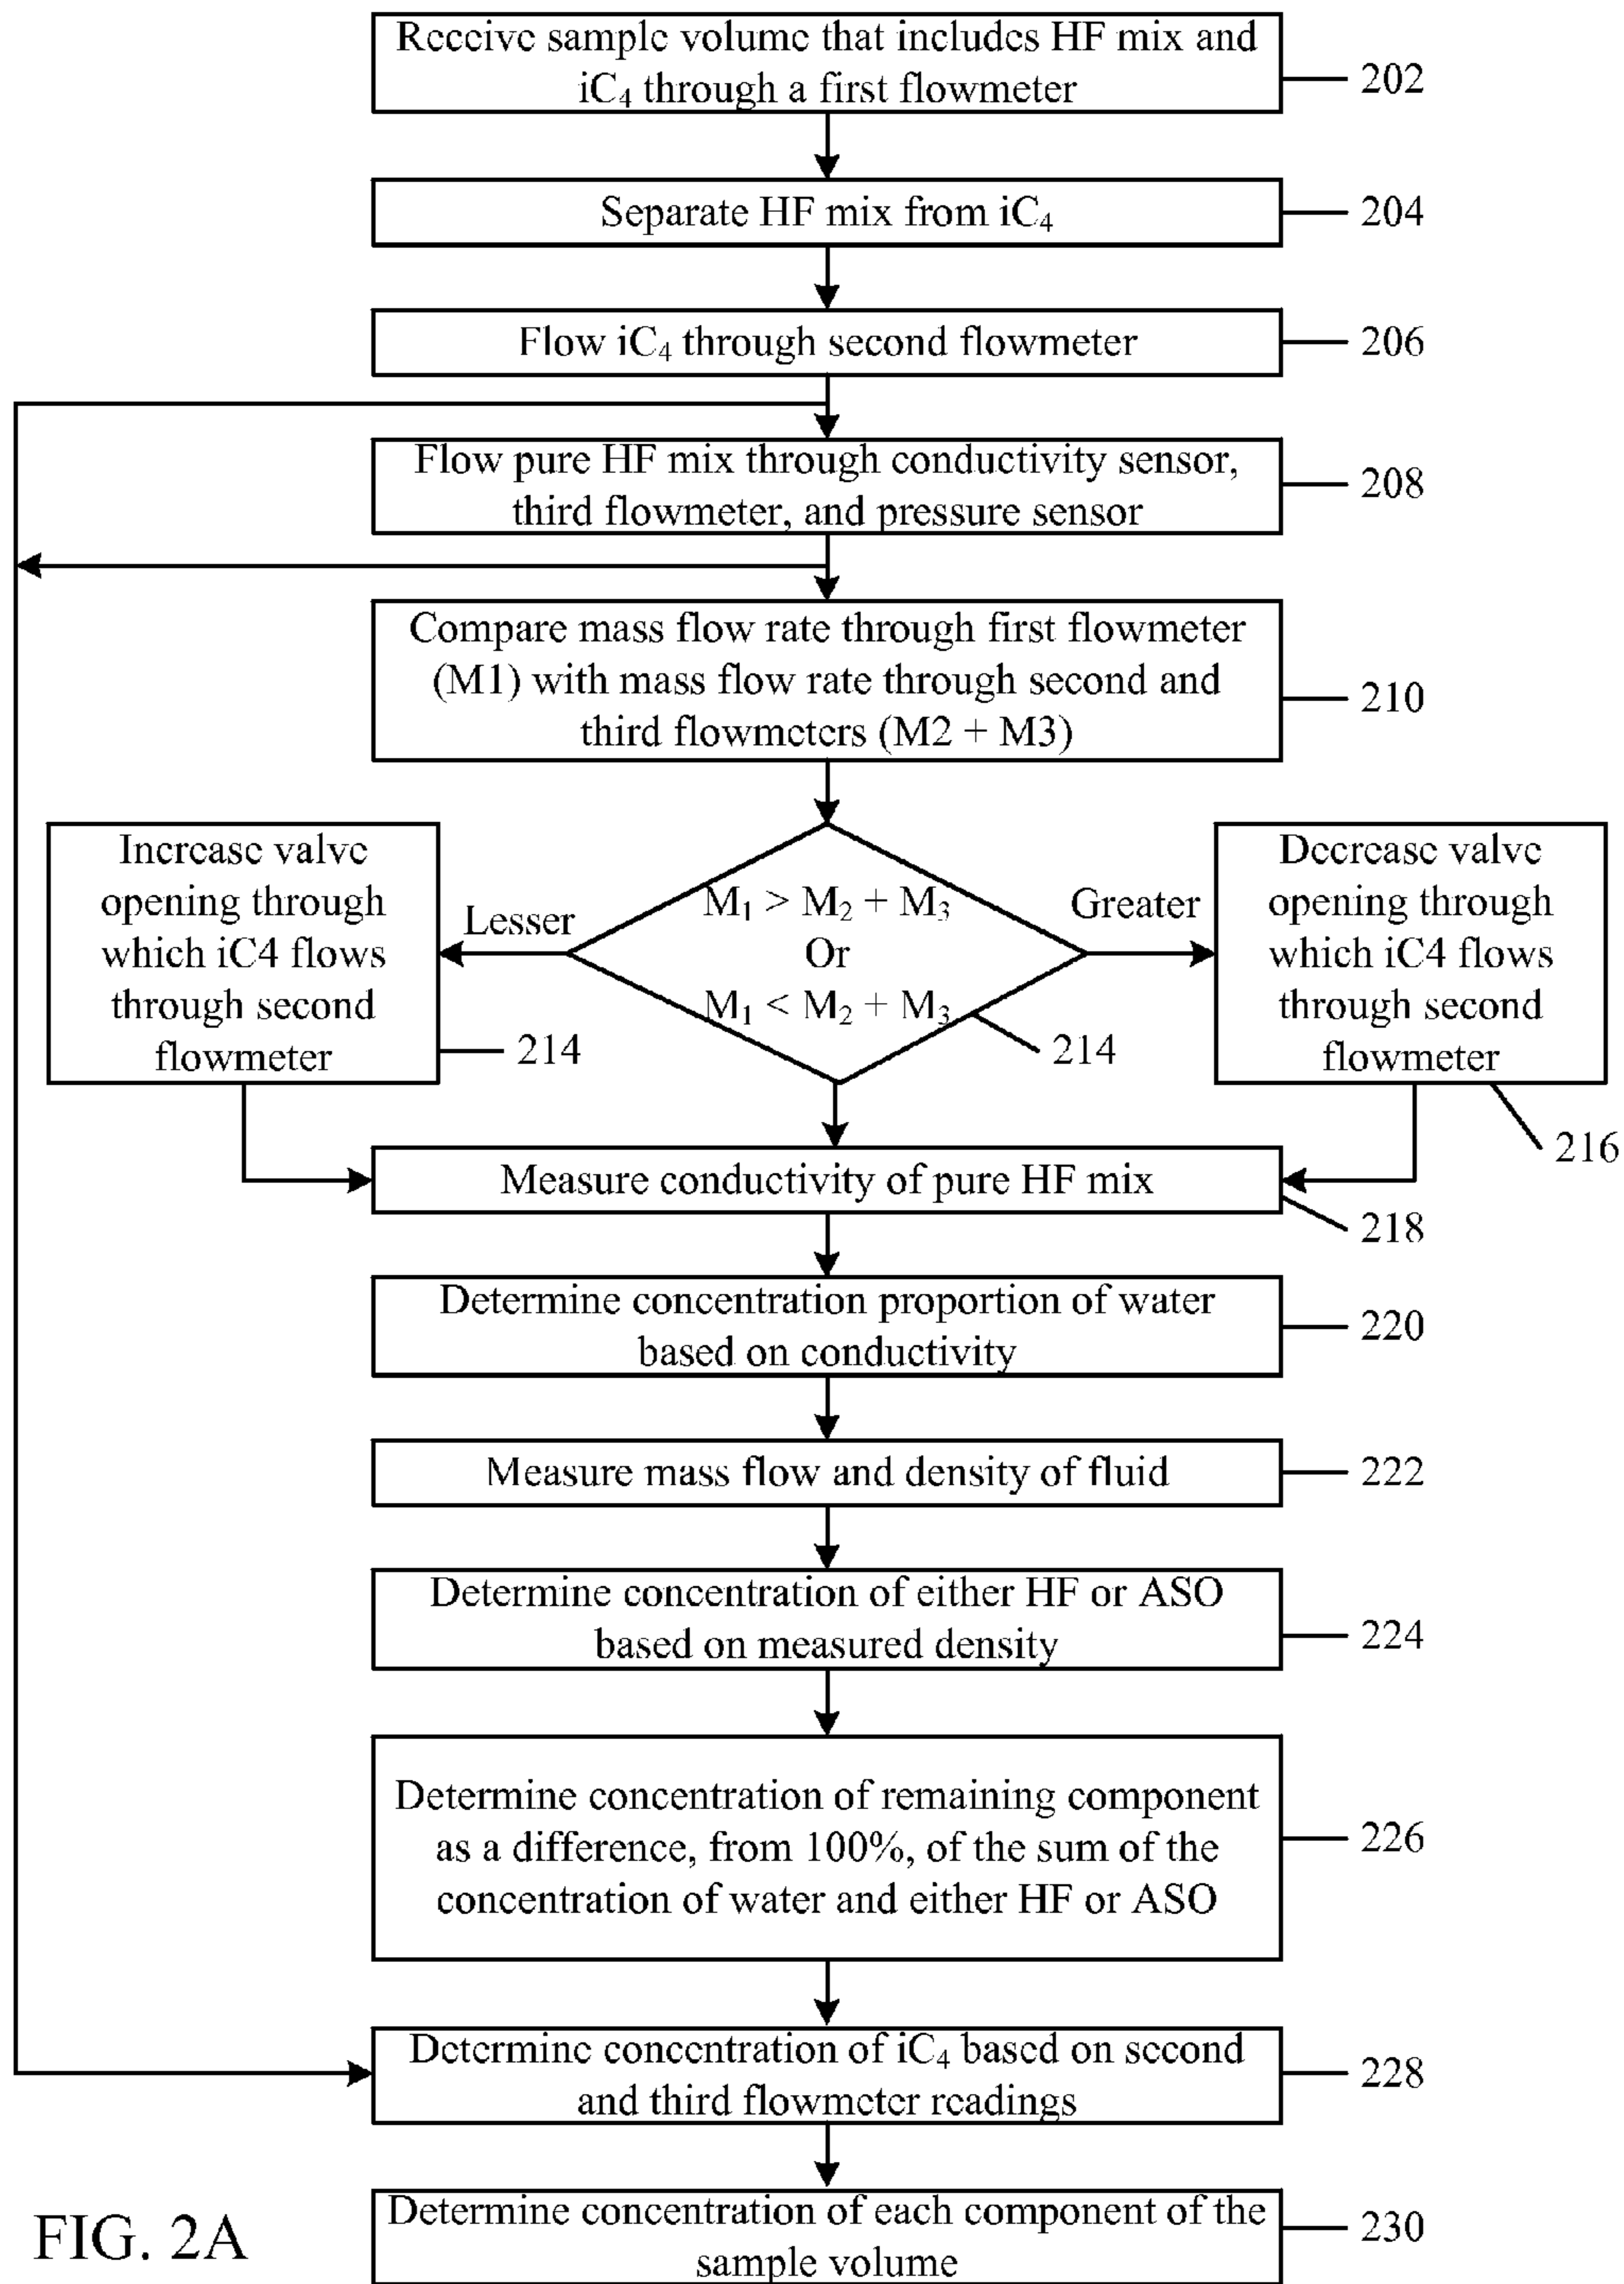 Receive sample volume that includes HF mix and
iC₄ through a first flowmeter
202
Separate HF mix from iC₄
204
Flow iC₄ through second flowmeter
206
Flow pure HF mix through conductivity sensor,
third flowmeter, and pressure sensor
208
Compare mass flow rate through first flowmeter
(M1) with mass flow rate through second and
third flowmeters (M2 + M3)
210
Increase valve
opening through
which iC4 flows
through second
flowmeter
214
Lesser
M₁ > M₂ + M₃
Or
M₁ < M₂ + M₃
214
Greater
Decrease valve
opening through
which iC4 flows
through second
flowmeter
216
Measure conductivity of pure HF mix
218
Determine concentration proportion of water
based on conductivity
220
Measure mass flow and density of fluid
222
Determine concentration of either HF or ASO
based on measured density
224
Determine concentration of remaining component
as a difference, from 100%, of the sum of the
concentration of water and either HF or ASO
226
Determine concentration of iC₄ based on second
and third flowmeter readings
228
Determine concentration of each component of the
sample volume
230
FIG. 2A